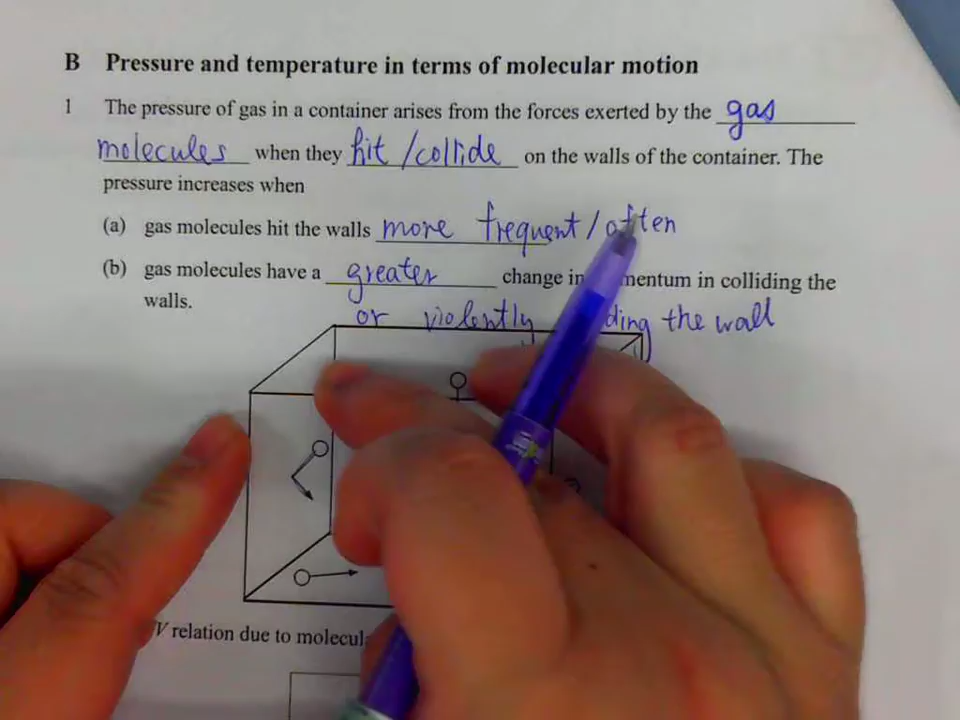 B Pressure and temperature in terms of molecular motion
1 The pressure of gas in a container arises from the forces exerted by the gas
molecules when they hit /collide on the walls of the container. The
pressure increases when
(a) gas molecules hit the walls more frequent / often
(b) gas molecules have a greater change in mentum in colliding the
walls.
or violently ding the wall
V relation due to molecul